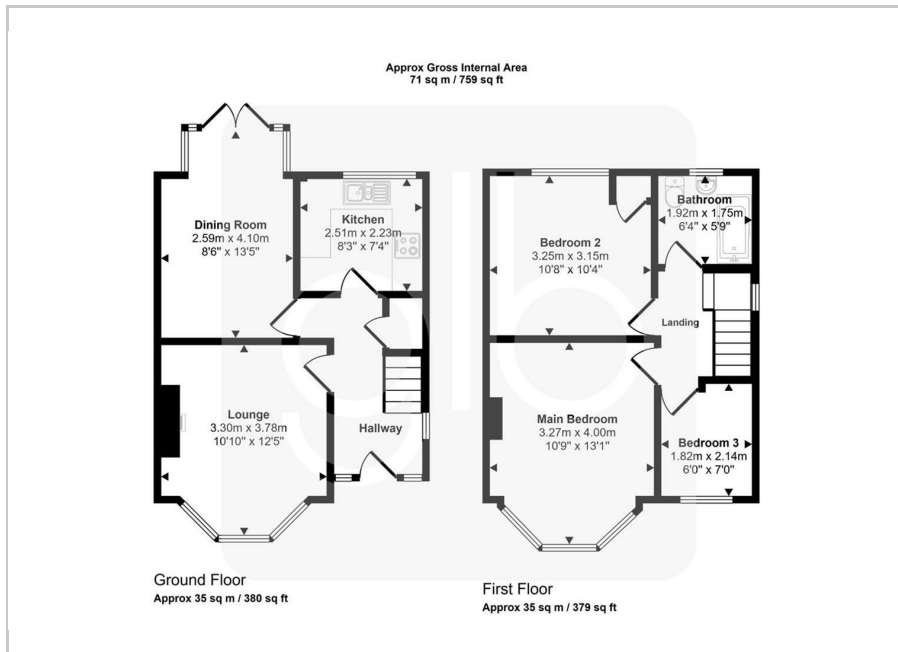 Approx Gross Internal Area
71 sq m / 759 sq ft
Dining Room
2.59m x 4.10m
8'6" x 13'5"
Kitchen
2.51m x 2.23m
8'3" x 7'4"
Lounge
3.30m x 3.78m
10'10" x 12'5"
Hallway
Ground Floor
Approx 35 sq m / 380 sq ft
Bedroom 2
3.25m x 3.15m
10'8" x 10'4"
Bathroom
1.92m x 1.75m
6'4" x 5'9"
Landing
Main Bedroom
3.27m x 4.00m
10'9" x 13'1"
Bedroom 3
1.82m x 2.14m
6'0" x 7'0"
First Floor
Approx 35 sq m / 379 sq ft
glb